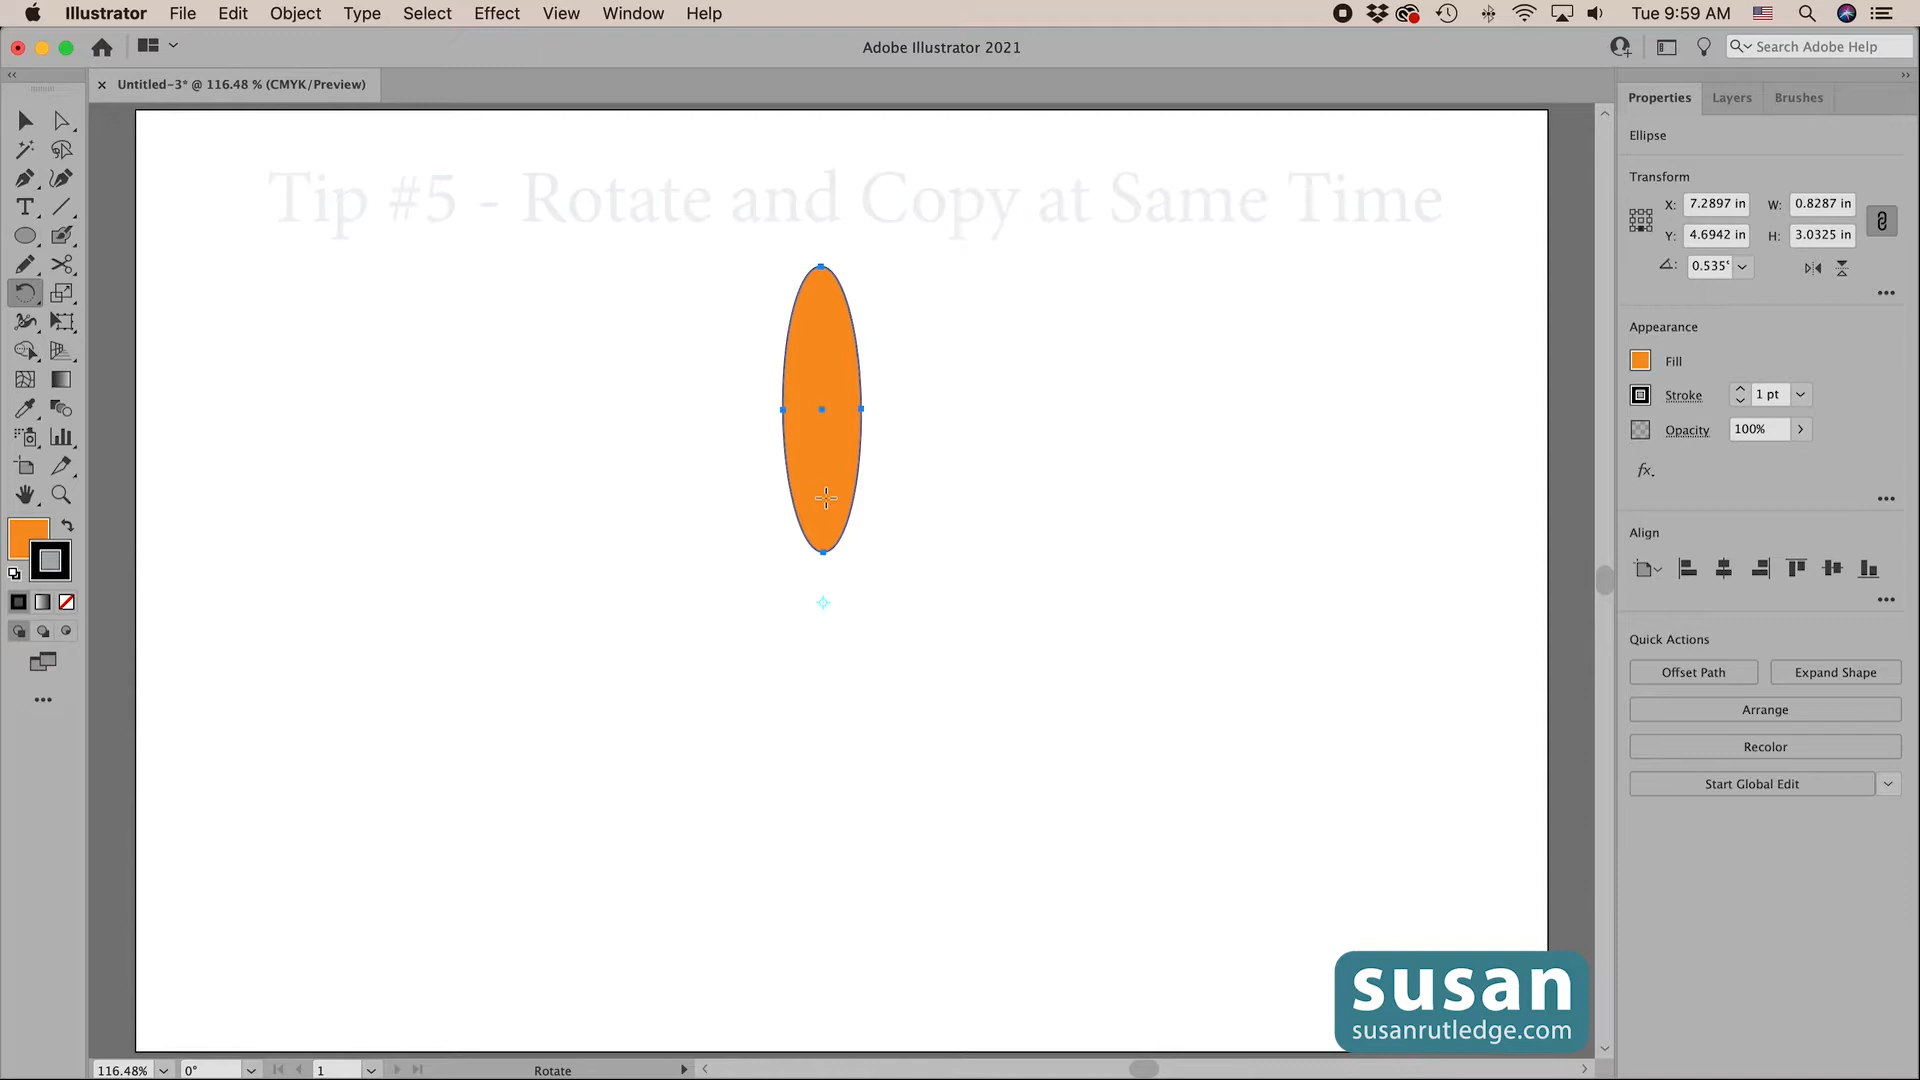 Illustrator File Edit Object Type Select Effect View Window Help
Tue 9:59 AM
Adobe Illustrator 2021
Search Adobe Help
× Untitled-3* @ 116.48 % (CMYK/Preview)
Properties Layers Brushes
Ellipse
Transform
X: 7.2897 in W: 0.8287 in
Y: 4.6942 in H: 3.0325 in
0.535°
Tip #5 - Rotate and Copy at Same Time
Appearance
Fill
Stroke 1 pt
Opacity 100%
fx.
Align
Quick Actions
Offset Path Expand Shape
Arrange
Recolor
Start Global Edit
susan
susanrutledge.com
116.48% 0° 1 Rotate